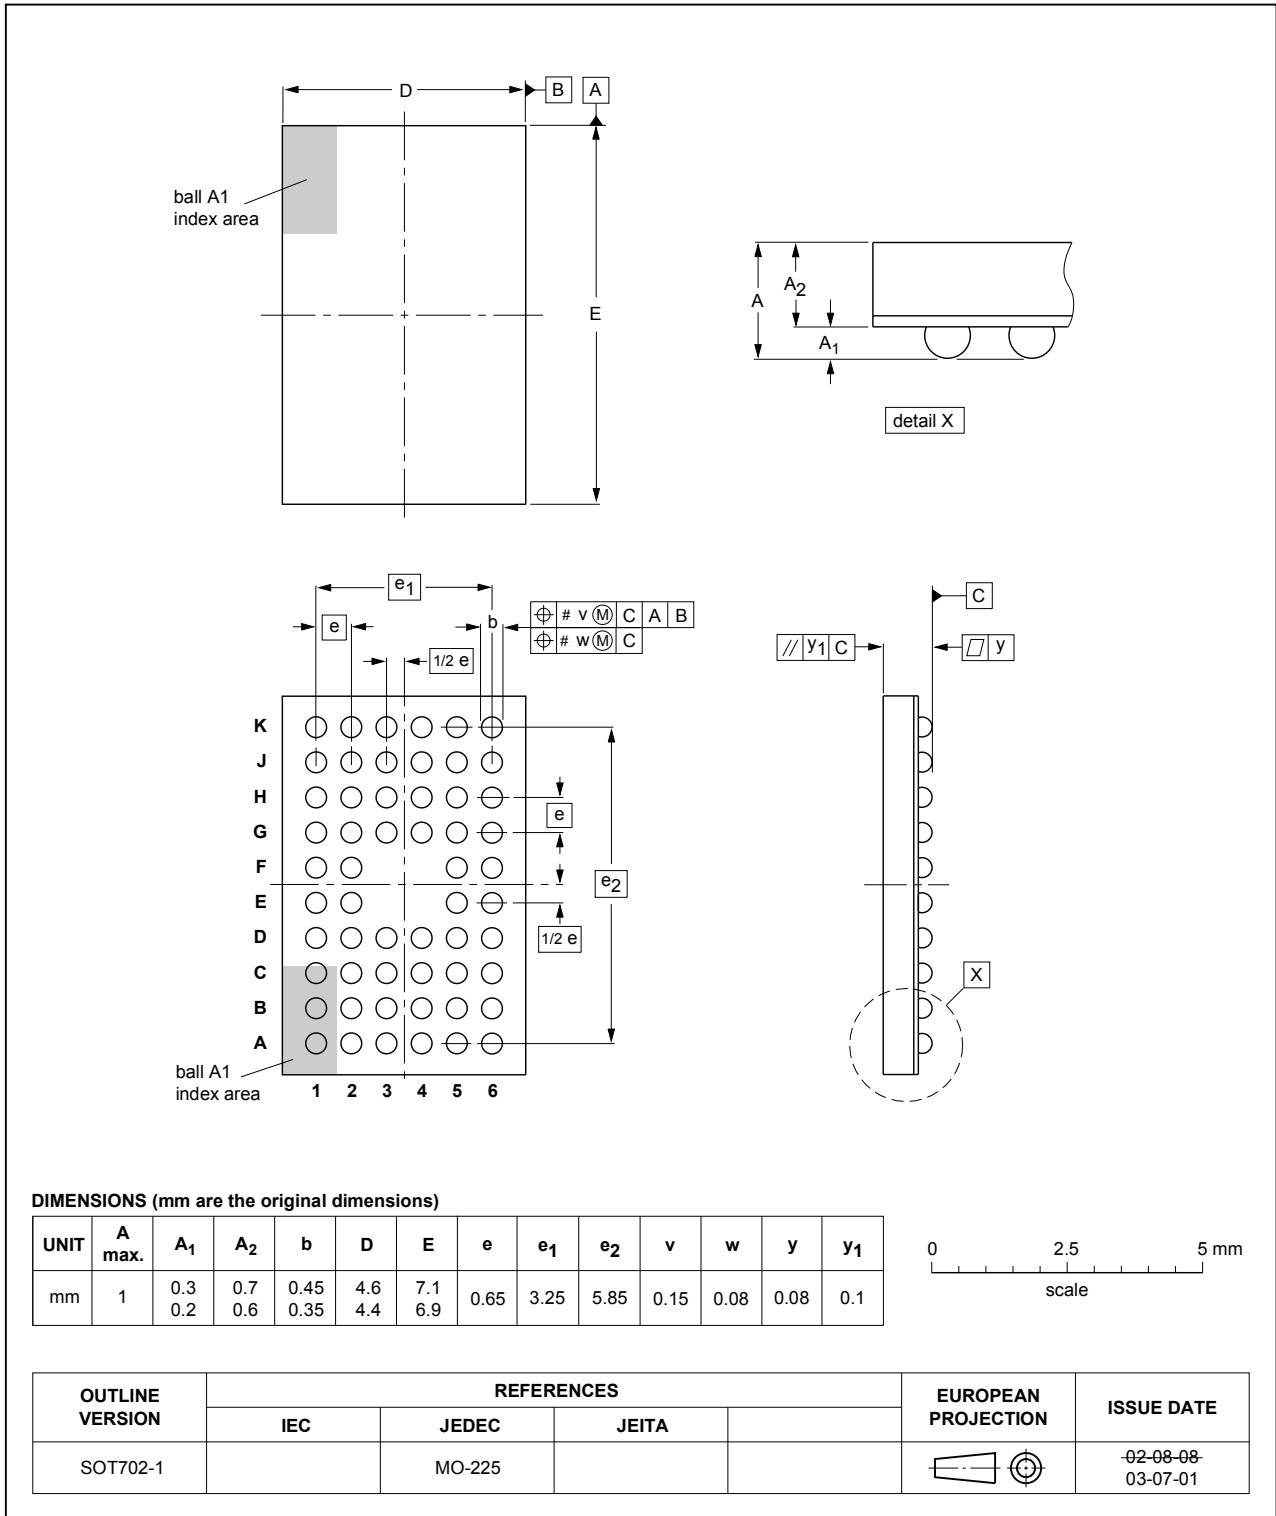 D
B
A
ball A1
index area
E
A
A2
A1
detail X
e1
e
b
⌖ # v Ⓜ C A B
⌖ # w Ⓜ C
1/2 e
C
// y1 C
⏥ y
K
J
H
G
F
E
D
C
B
A
e
e2
1/2 e
X
ball A1
index area
1 2 3 4 5 6
DIMENSIONS (mm are the original dimensions)
UNIT A max. A1 A2 b D E e e1 e2 v w y y1
mm 1 0.3 0.7 0.45 4.6 7.1 0.65 3.25 5.85 0.15 0.08 0.08 0.1
0.2 0.6 0.35 4.4 6.9
0 2.5 5 mm
scale
OUTLINE VERSION
REFERENCES
EUROPEAN PROJECTION
ISSUE DATE
IEC JEDEC JEITA
SOT702-1 MO-225
02-08-08
03-07-01